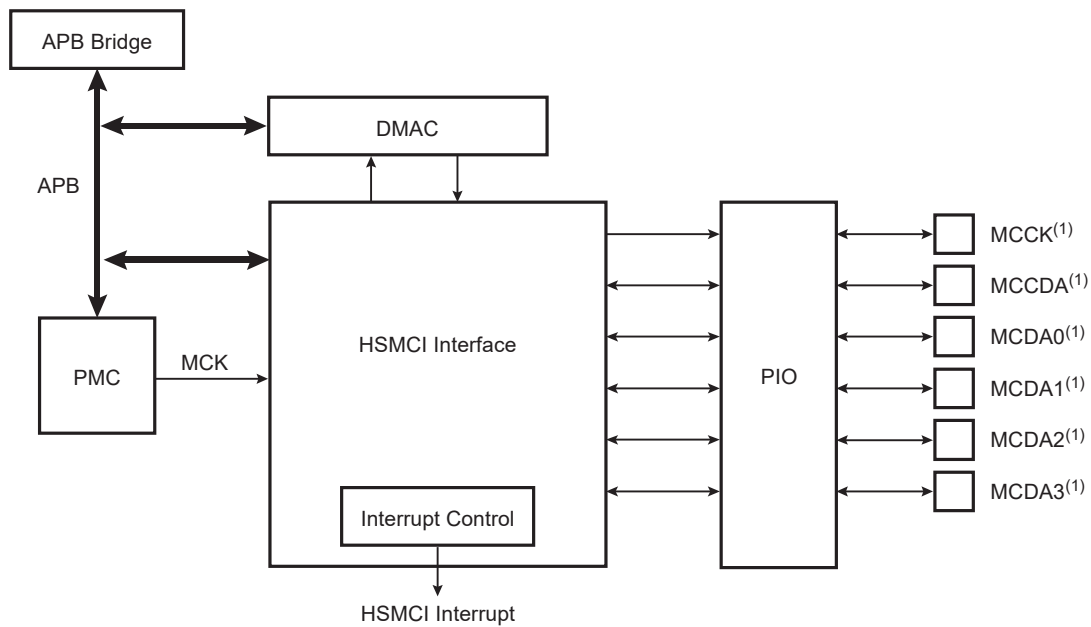 APB Bridge
DMAC
APB
MCCK(1)
MCCDA(1)
MCDA0(1)
HSMCI Interface
MCK
PMC
PIO
MCDA1(1)
MCDA2(1)
MCDA3(1)
Interrupt Control
HSMCI Interrupt